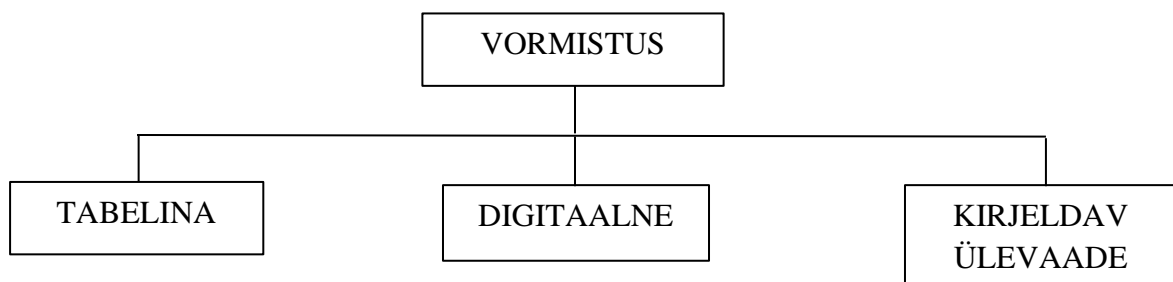 VORMISTUS
TABELINA
DIGITAALNE
KIRJELDAV
ÜLEVAADE